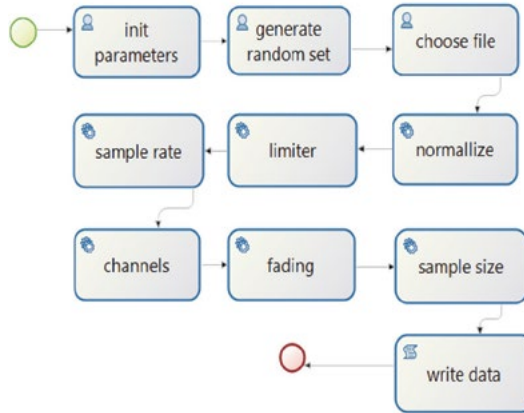 init
parameters
generate
random set
choose file
normallize
limiter
sample rate
channels
fading
sample size
write data